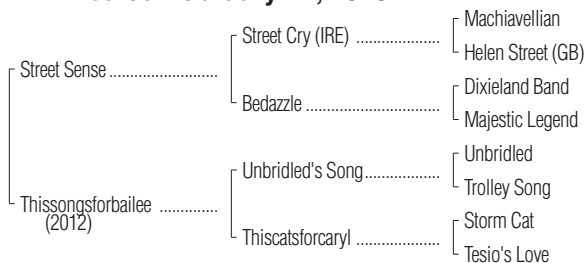 Machiavellian
Street Cry (IRE) .....................
Helen Street (GB)
Street Sense ...........................
Dixieland Band
Bedazzle ..................................
Majestic Legend
Unbridled
Unbridled's Song...................
Trolley Song
Thissongsforbailee ..............
(2012)
Storm Cat
Thiscatsforcaryl .....................
Tesio's Love